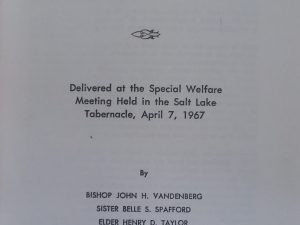 Delivered at the Special Welfare
Meeting Held in the Salt Lake
Tabernacle, April 7, 1967
By
BISHOP JOHN H. VANDENBERG
SISTER BELLE S. SPAFFORD
ELDER HENRY D. TAYLOR